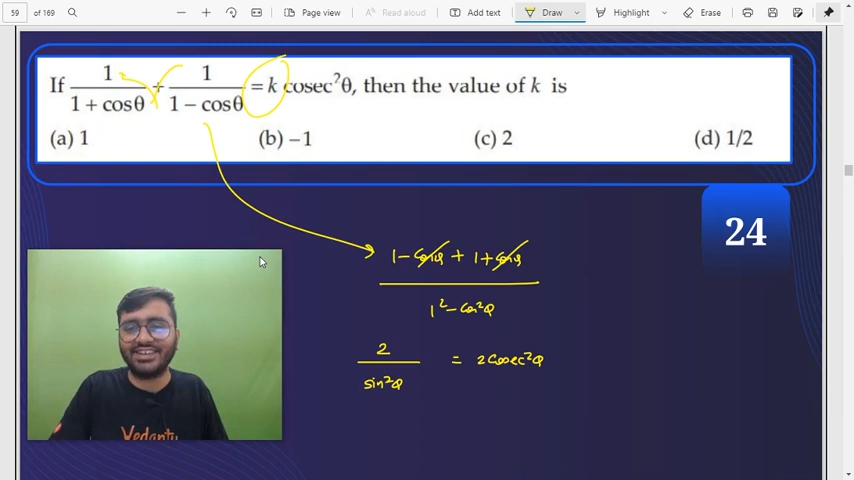 59 of 169 Page view Read aloud Add text Draw Highlight Erase
If 1/(1 + cosθ) + 1/(1 − cosθ) = k cosec²θ, then the value of k is
(a) 1 (b) −1 (c) 2 (d) 1/2
24
1 − cosθ + 1 + cosθ
1² − cos²θ
2/sin²θ = 2cosec²θ
Vedantu